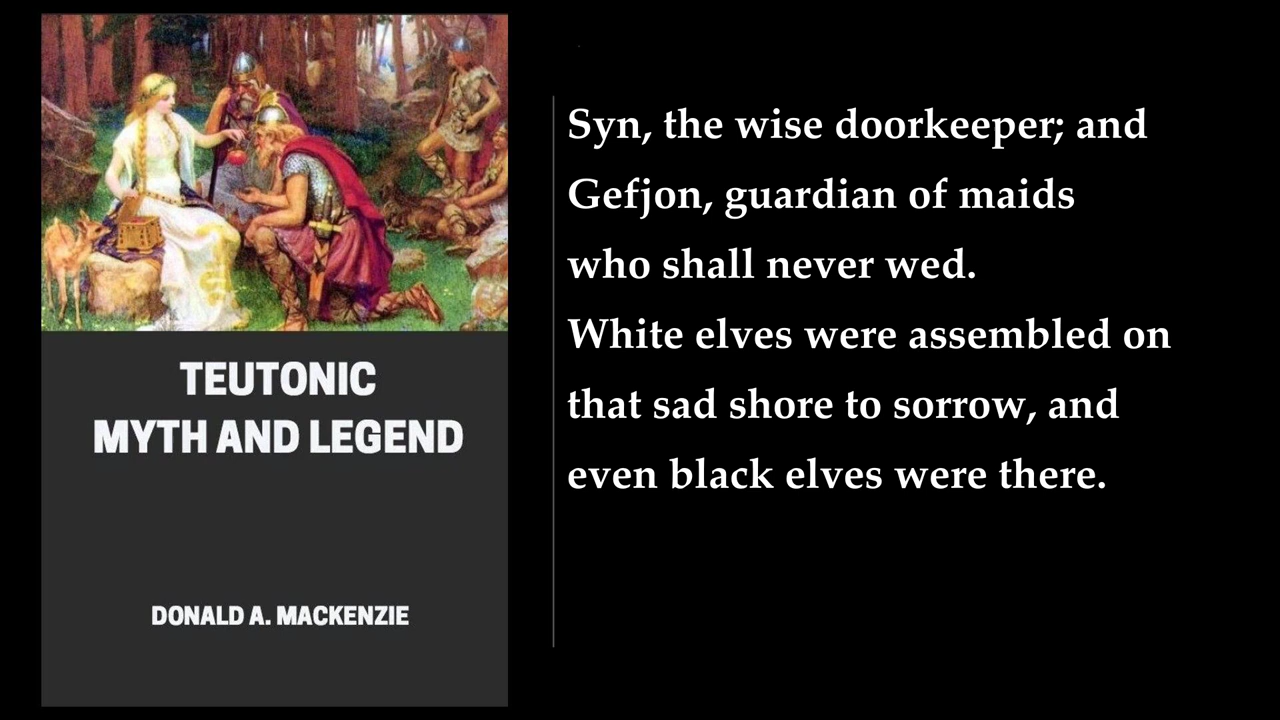 TEUTONIC
MYTH AND LEGEND
DONALD A. MACKENZIE
Syn, the wise doorkeeper; and
Gefjon, guardian of maids
who shall never wed.
White elves were assembled on
that sad shore to sorrow, and
even black elves were there.